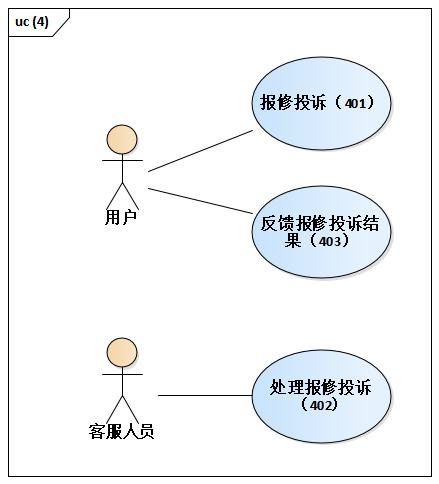 uc (4)
报修投诉（401）
用户
反馈报修投诉结
果（403）
处理报修投诉
（402）
客服人员